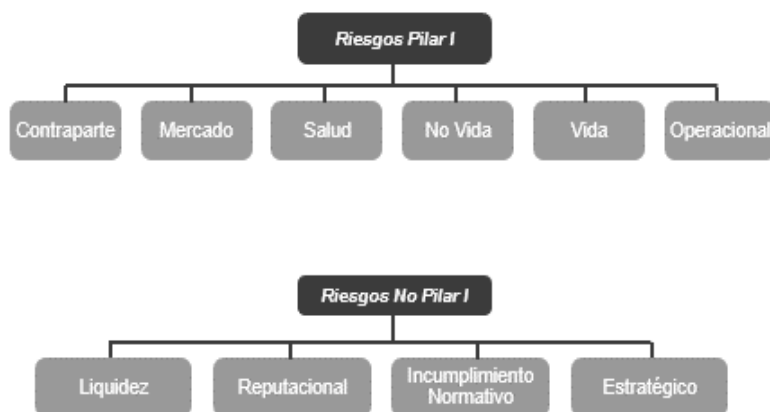 Riesgos Pilar I
Contraparte
Mercado
Salud
No Vida
Vida
Operacional
Riesgos No Pilar I
Liquidez
Reputacional
Incumplimiento
Normativo
Estratégico